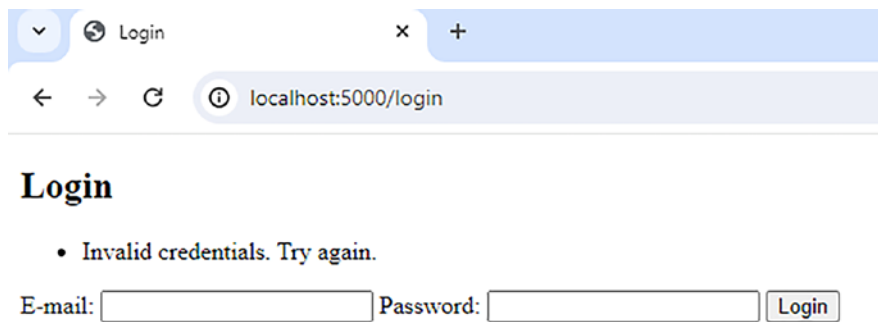 Login
localhost:5000/login
Login
Invalid credentials. Try again.
E-mail: Password: Login